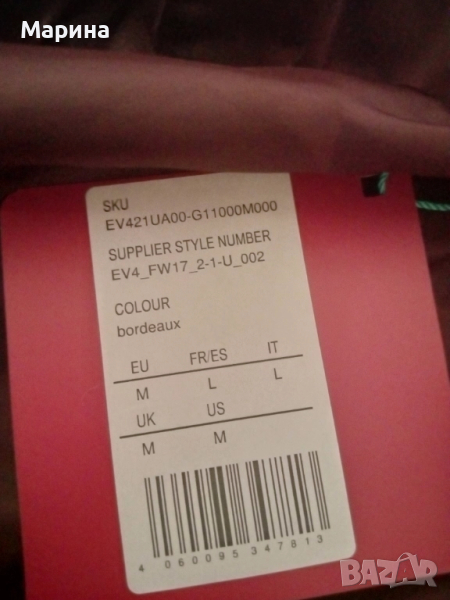 Марина
SKU
EV421UA00-G11000M000
SUPPLIER STYLE NUMBER
EV4_FW17_2-1-U_002
COLOUR
bordeaux
EU FR/ES IT
M L L
UK US
M M
4 060095 347813
BAZAR